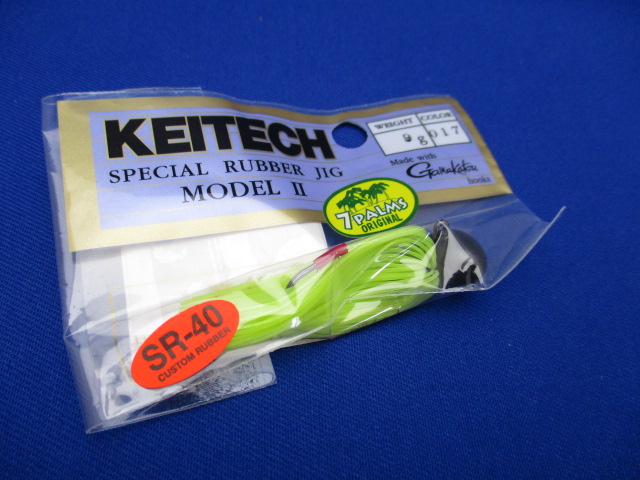 KEITECH
SPECIAL RUBBER JIG
MODEL II
WEIGHT COLOR
9g 017
Made with
Gamakatsu
hooks
7 PALMS
ORIGINAL
SR-40
CUSTOM RUBBER